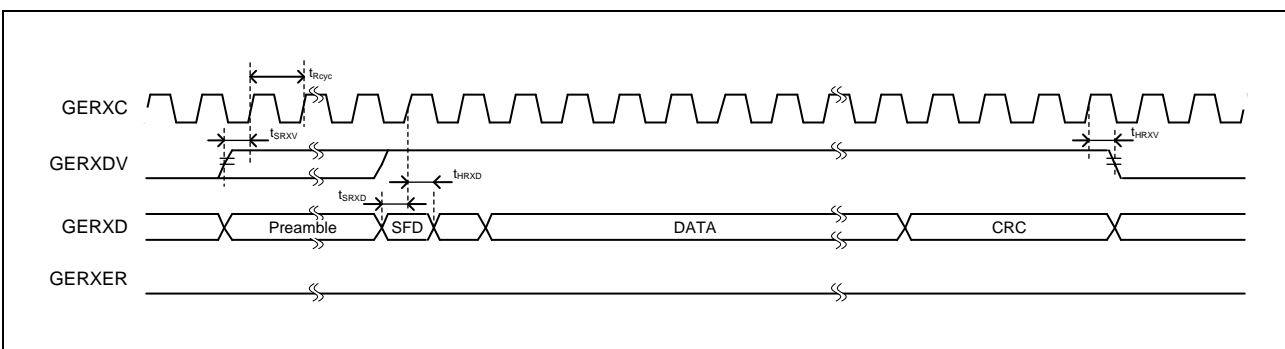 tRcyc
GERXC
tSRXV
tHRXV
GERXDV
tHRXD
tSRXD
GERXD
Preamble
SFD
DATA
CRC
GERXER